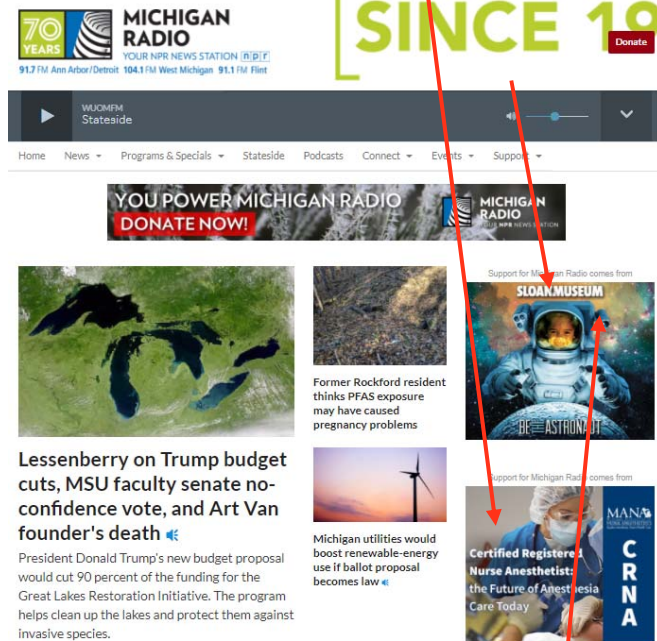 70
YEARS
MICHIGAN
RADIO
YOUR NPR NEWS STATION npr
91.7 FM Ann Arbor/Detroit 104.1 FM West Michigan 91.1 FM Flint
SINCE 19
Donate
WUOMFM
Stateside
Home News Programs & Specials Stateside Podcasts Connect Events Support
YOU POWER MICHIGAN RADIO
DONATE NOW!
MICHIGAN
RADIO
YOUR NPR NEWS STATION
Lessenberry on Trump budget
cuts, MSU faculty senate no-
confidence vote, and Art Van
founder's death
President Donald Trump's new budget proposal
would cut 90 percent of the funding for the
Great Lakes Restoration Initiative. The program
helps clean up the lakes and protect them against
invasive species.
Former Rockford resident
thinks PFAS exposure
may have caused
pregnancy problems
Michigan utilities would
boost renewable-energy
use if ballot proposal
becomes law
Support for Michigan Radio comes from
SLOAN MUSEUM
BE AN ASTRONAUT
Support for Michigan Radio comes from
MANA
Certified Registered
Nurse Anesthetist:
the Future of Anesthesia
Care Today
C
R
N
A